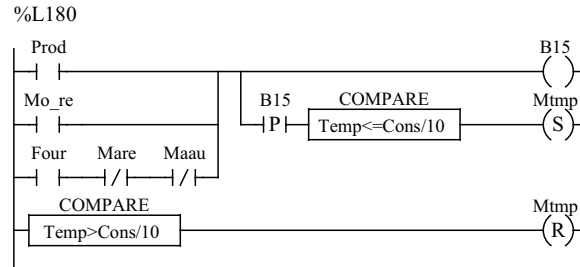 %L180
Prod B15
Mo_re B15 COMPARE Mtmp
P Temp<=Cons/10 S
Four Mare Maau
COMPARE Mtmp
Temp>Cons/10 R